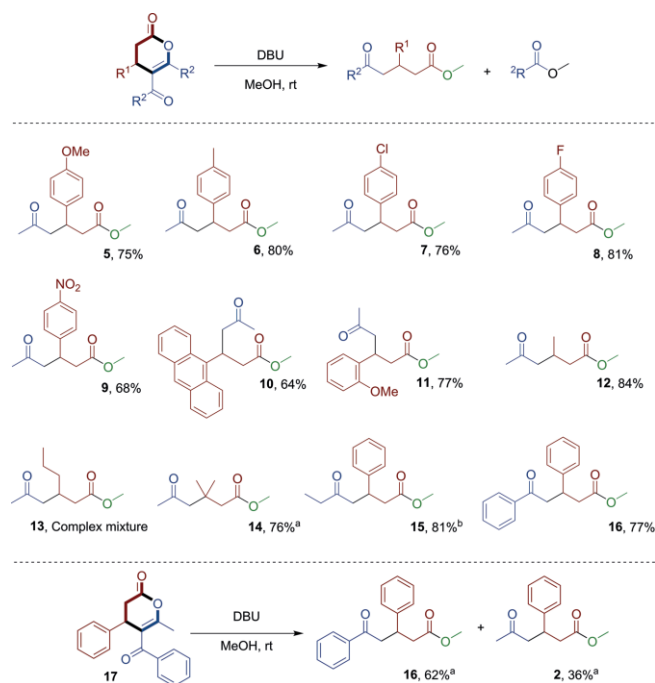 O
O
R¹
R²
R²
O
DBU
MeOH, rt
O
R¹
O
R²
O
+
O
²R
O
OMe
O
O
O
5, 75%
O
O
O
6, 80%
Cl
O
O
O
7, 76%
F
O
O
O
8, 81%
NO₂
O
O
O
9, 68%
O
O
O
10, 64%
O
O
O
OMe
11, 77%
O
O
O
12, 84%
O
O
O
13, Complex mixture
O
O
O
14, 76%ᵃ
O
O
O
15, 81%ᵇ
O
O
O
16, 77%
O
O
O
17
DBU
MeOH, rt
O
O
O
16, 62%ᵃ
+
O
O
O
2, 36%ᵃ